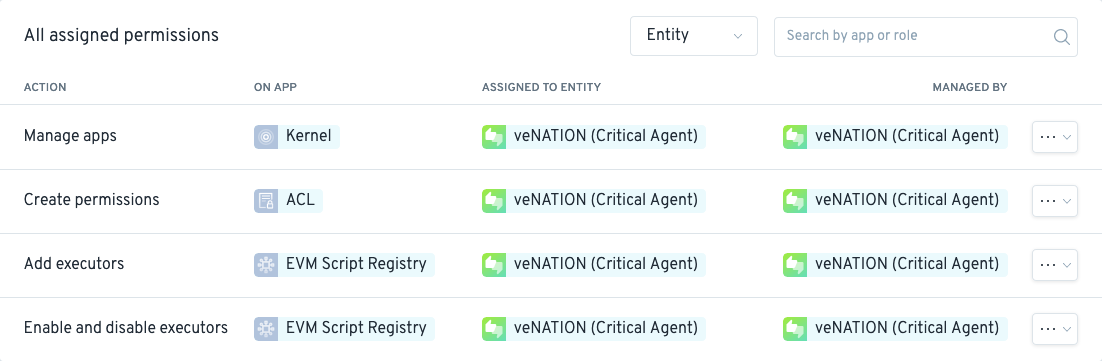 All assigned permissions
Entity
Search by app or role
ACTION ON APP ASSIGNED TO ENTITY MANAGED BY
Manage apps Kernel veNATION (Critical Agent) veNATION (Critical Agent)
Create permissions ACL veNATION (Critical Agent) veNATION (Critical Agent)
Add executors EVM Script Registry veNATION (Critical Agent) veNATION (Critical Agent)
Enable and disable executors EVM Script Registry veNATION (Critical Agent) veNATION (Critical Agent)